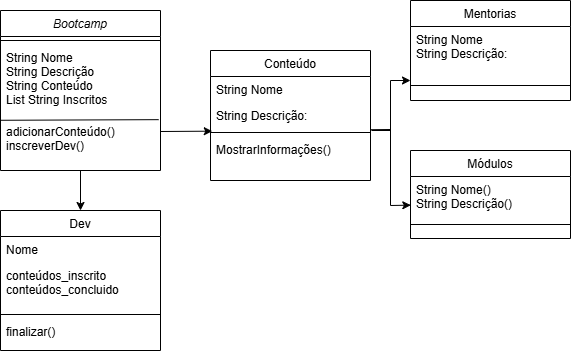 Bootcamp
String Nome
String Descrição
String Conteúdo
List String Inscritos
adicionarConteúdo()
inscreverDev()
Conteúdo
String Nome
String Descrição:
MostrarInformações()
Mentorias
String Nome
String Descrição:
Módulos
String Nome()
String Descrição()
Dev
Nome
conteúdos_inscrito
conteúdos_concluido
finalizar()